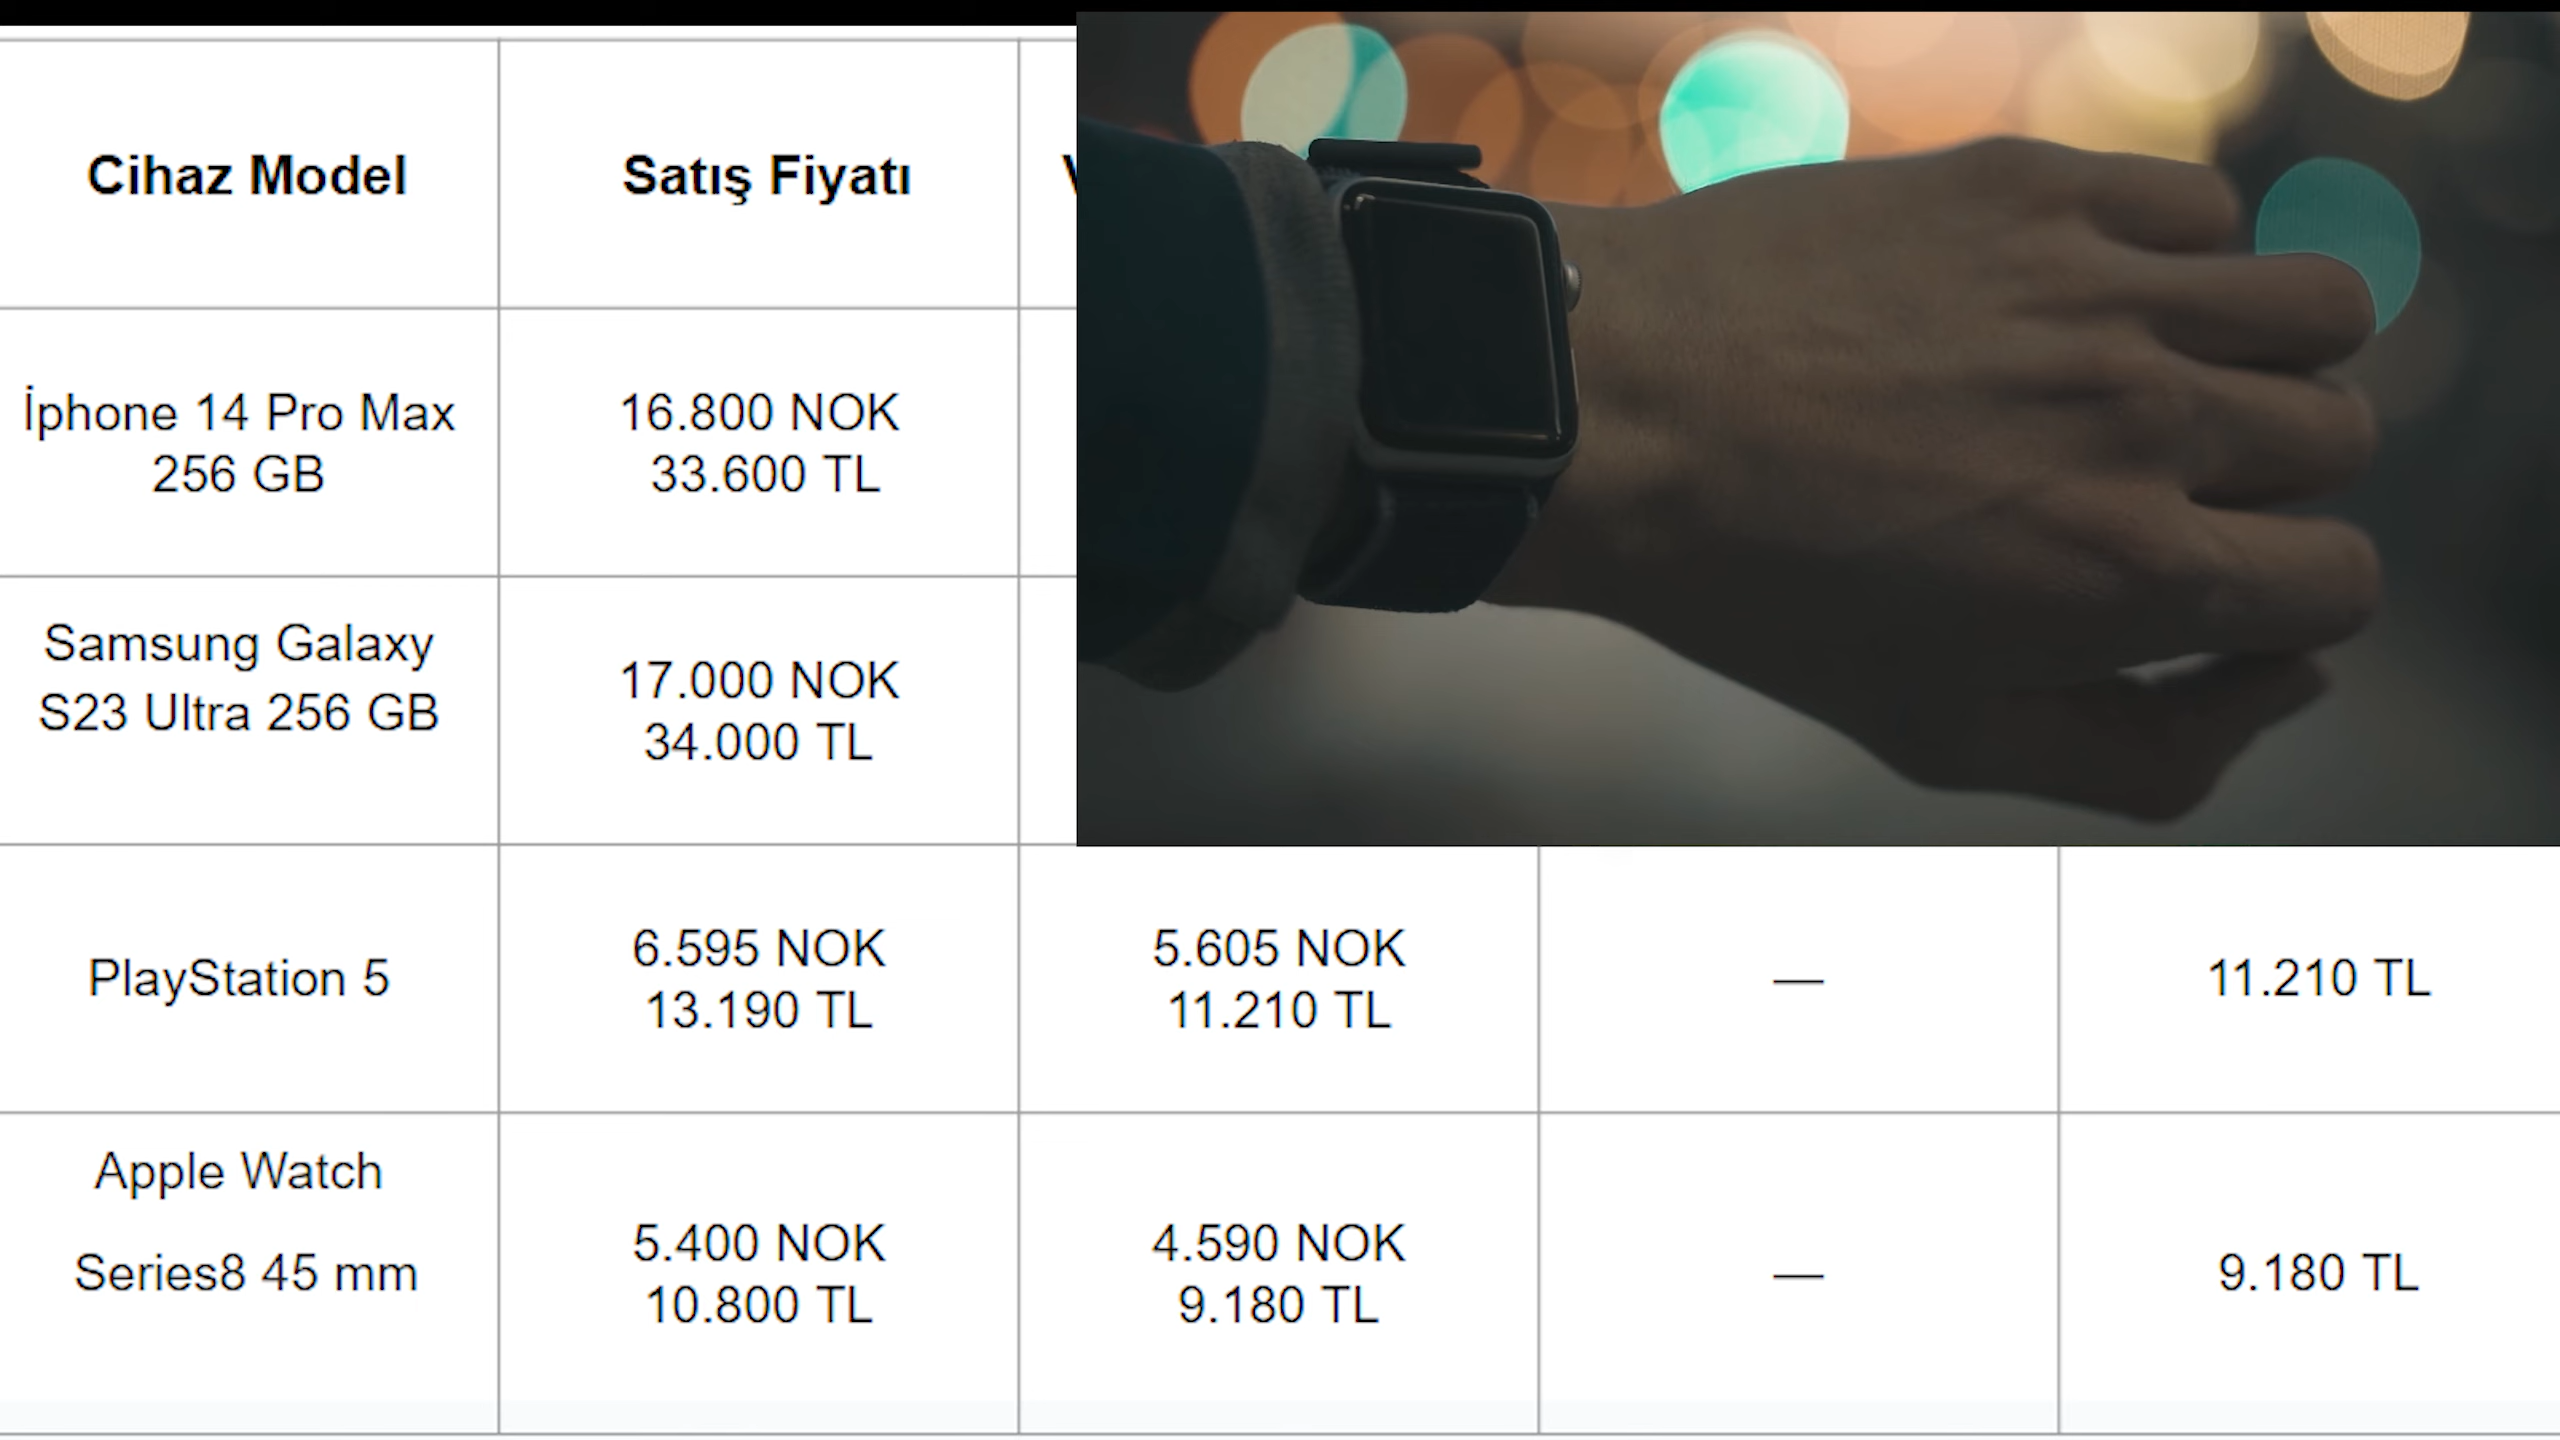 Cihaz Model
Satış Fiyatı
İphone 14 Pro Max
256 GB
16.800 NOK
33.600 TL
Samsung Galaxy
S23 Ultra 256 GB
17.000 NOK
34.000 TL
PlayStation 5
6.595 NOK
13.190 TL
5.605 NOK
11.210 TL
—
11.210 TL
Apple Watch
Series8 45 mm
5.400 NOK
10.800 TL
4.590 NOK
9.180 TL
—
9.180 TL